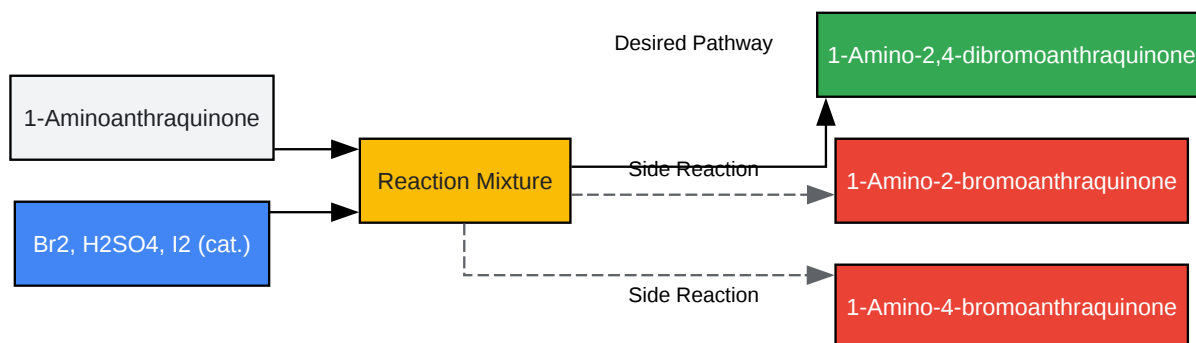 Desired Pathway
1-Amino-2,4-dibromoanthraquinone
1-Aminoanthraquinone
Side Reaction
Reaction Mixture
1-Amino-2-bromoanthraquinone
Br2, H2SO4, I2 (cat.)
Side Reaction
1-Amino-4-bromoanthraquinone